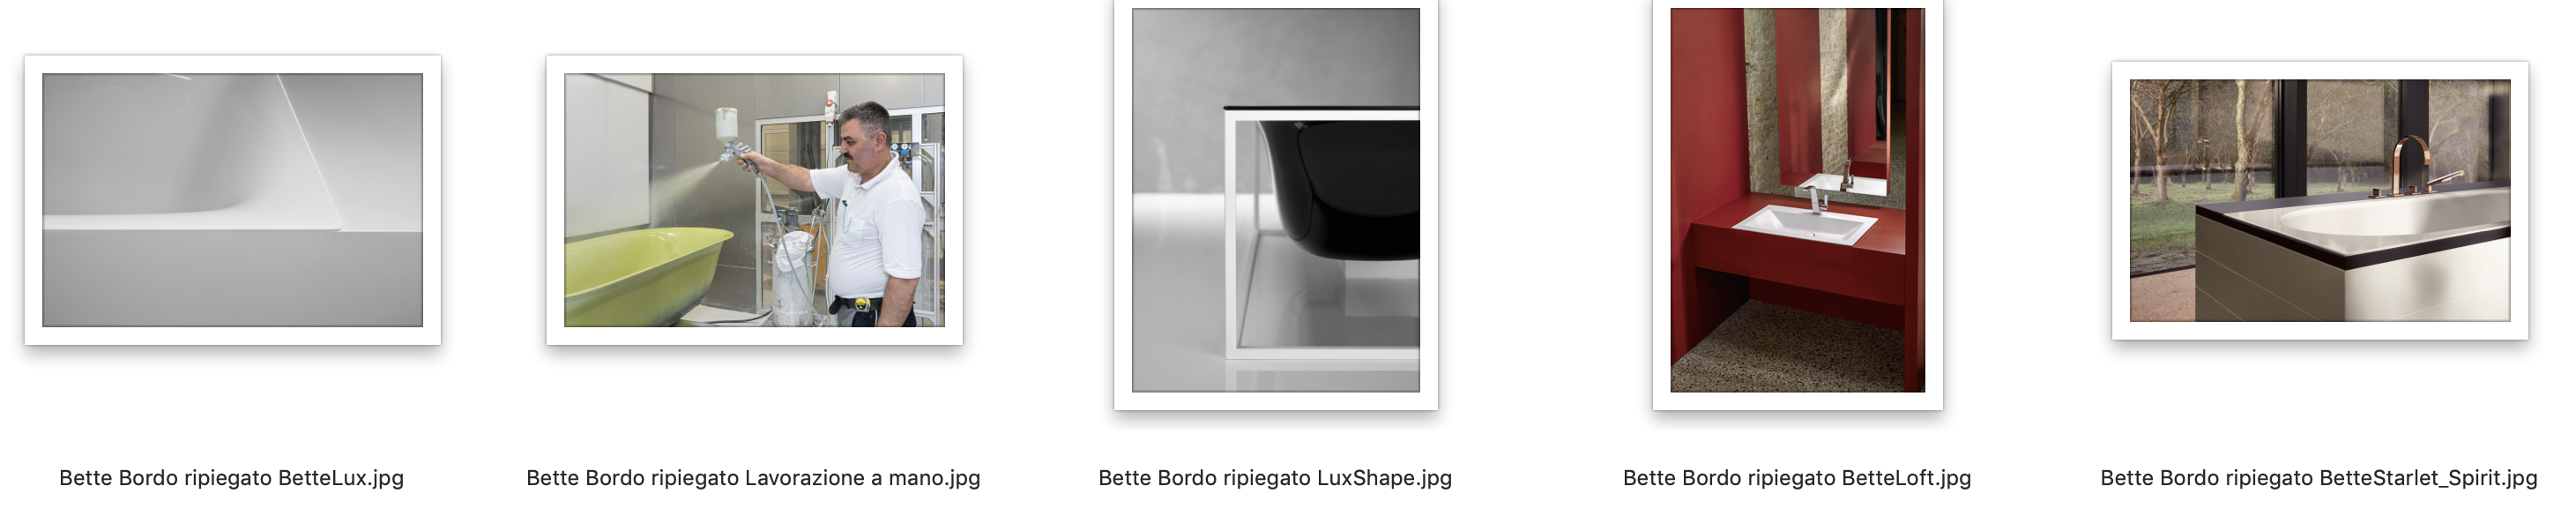 Bette Bordo ripiegato BetteLux.jpg
Bette Bordo ripiegato Lavorazione a mano.jpg
Bette Bordo ripiegato LuxShape.jpg
Bette Bordo ripiegato BetteLoft.jpg
Bette Bordo ripiegato BetteStarlet_Spirit.jpg